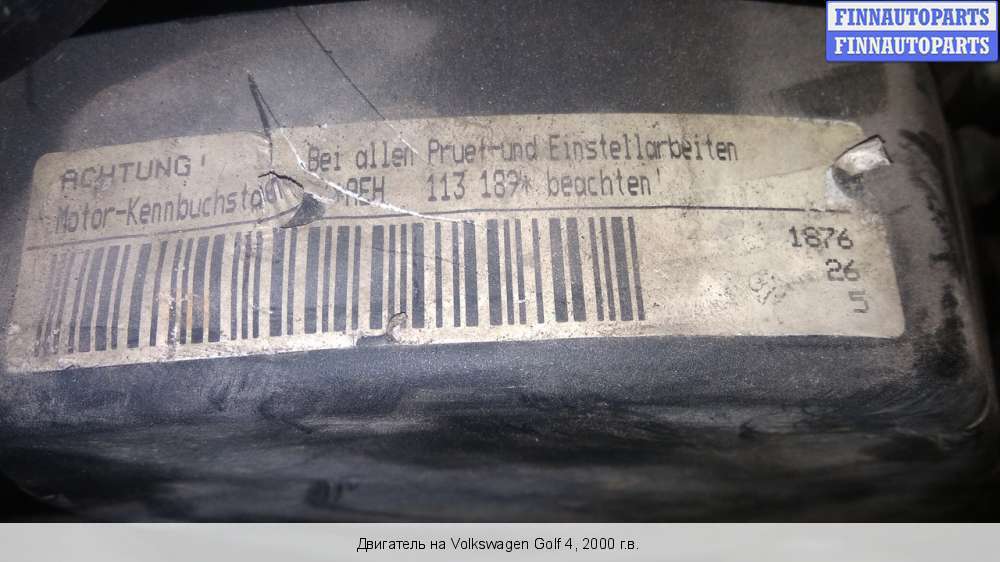 FINNAUTOPARTS
FINNAUTOPARTS
ACHTUNG! Bei allen Pruef-und Einstellarbeiten
113 189* beachten!
1876
26
5
Двигатель на Volkswagen Golf 4, 2000 г.в.